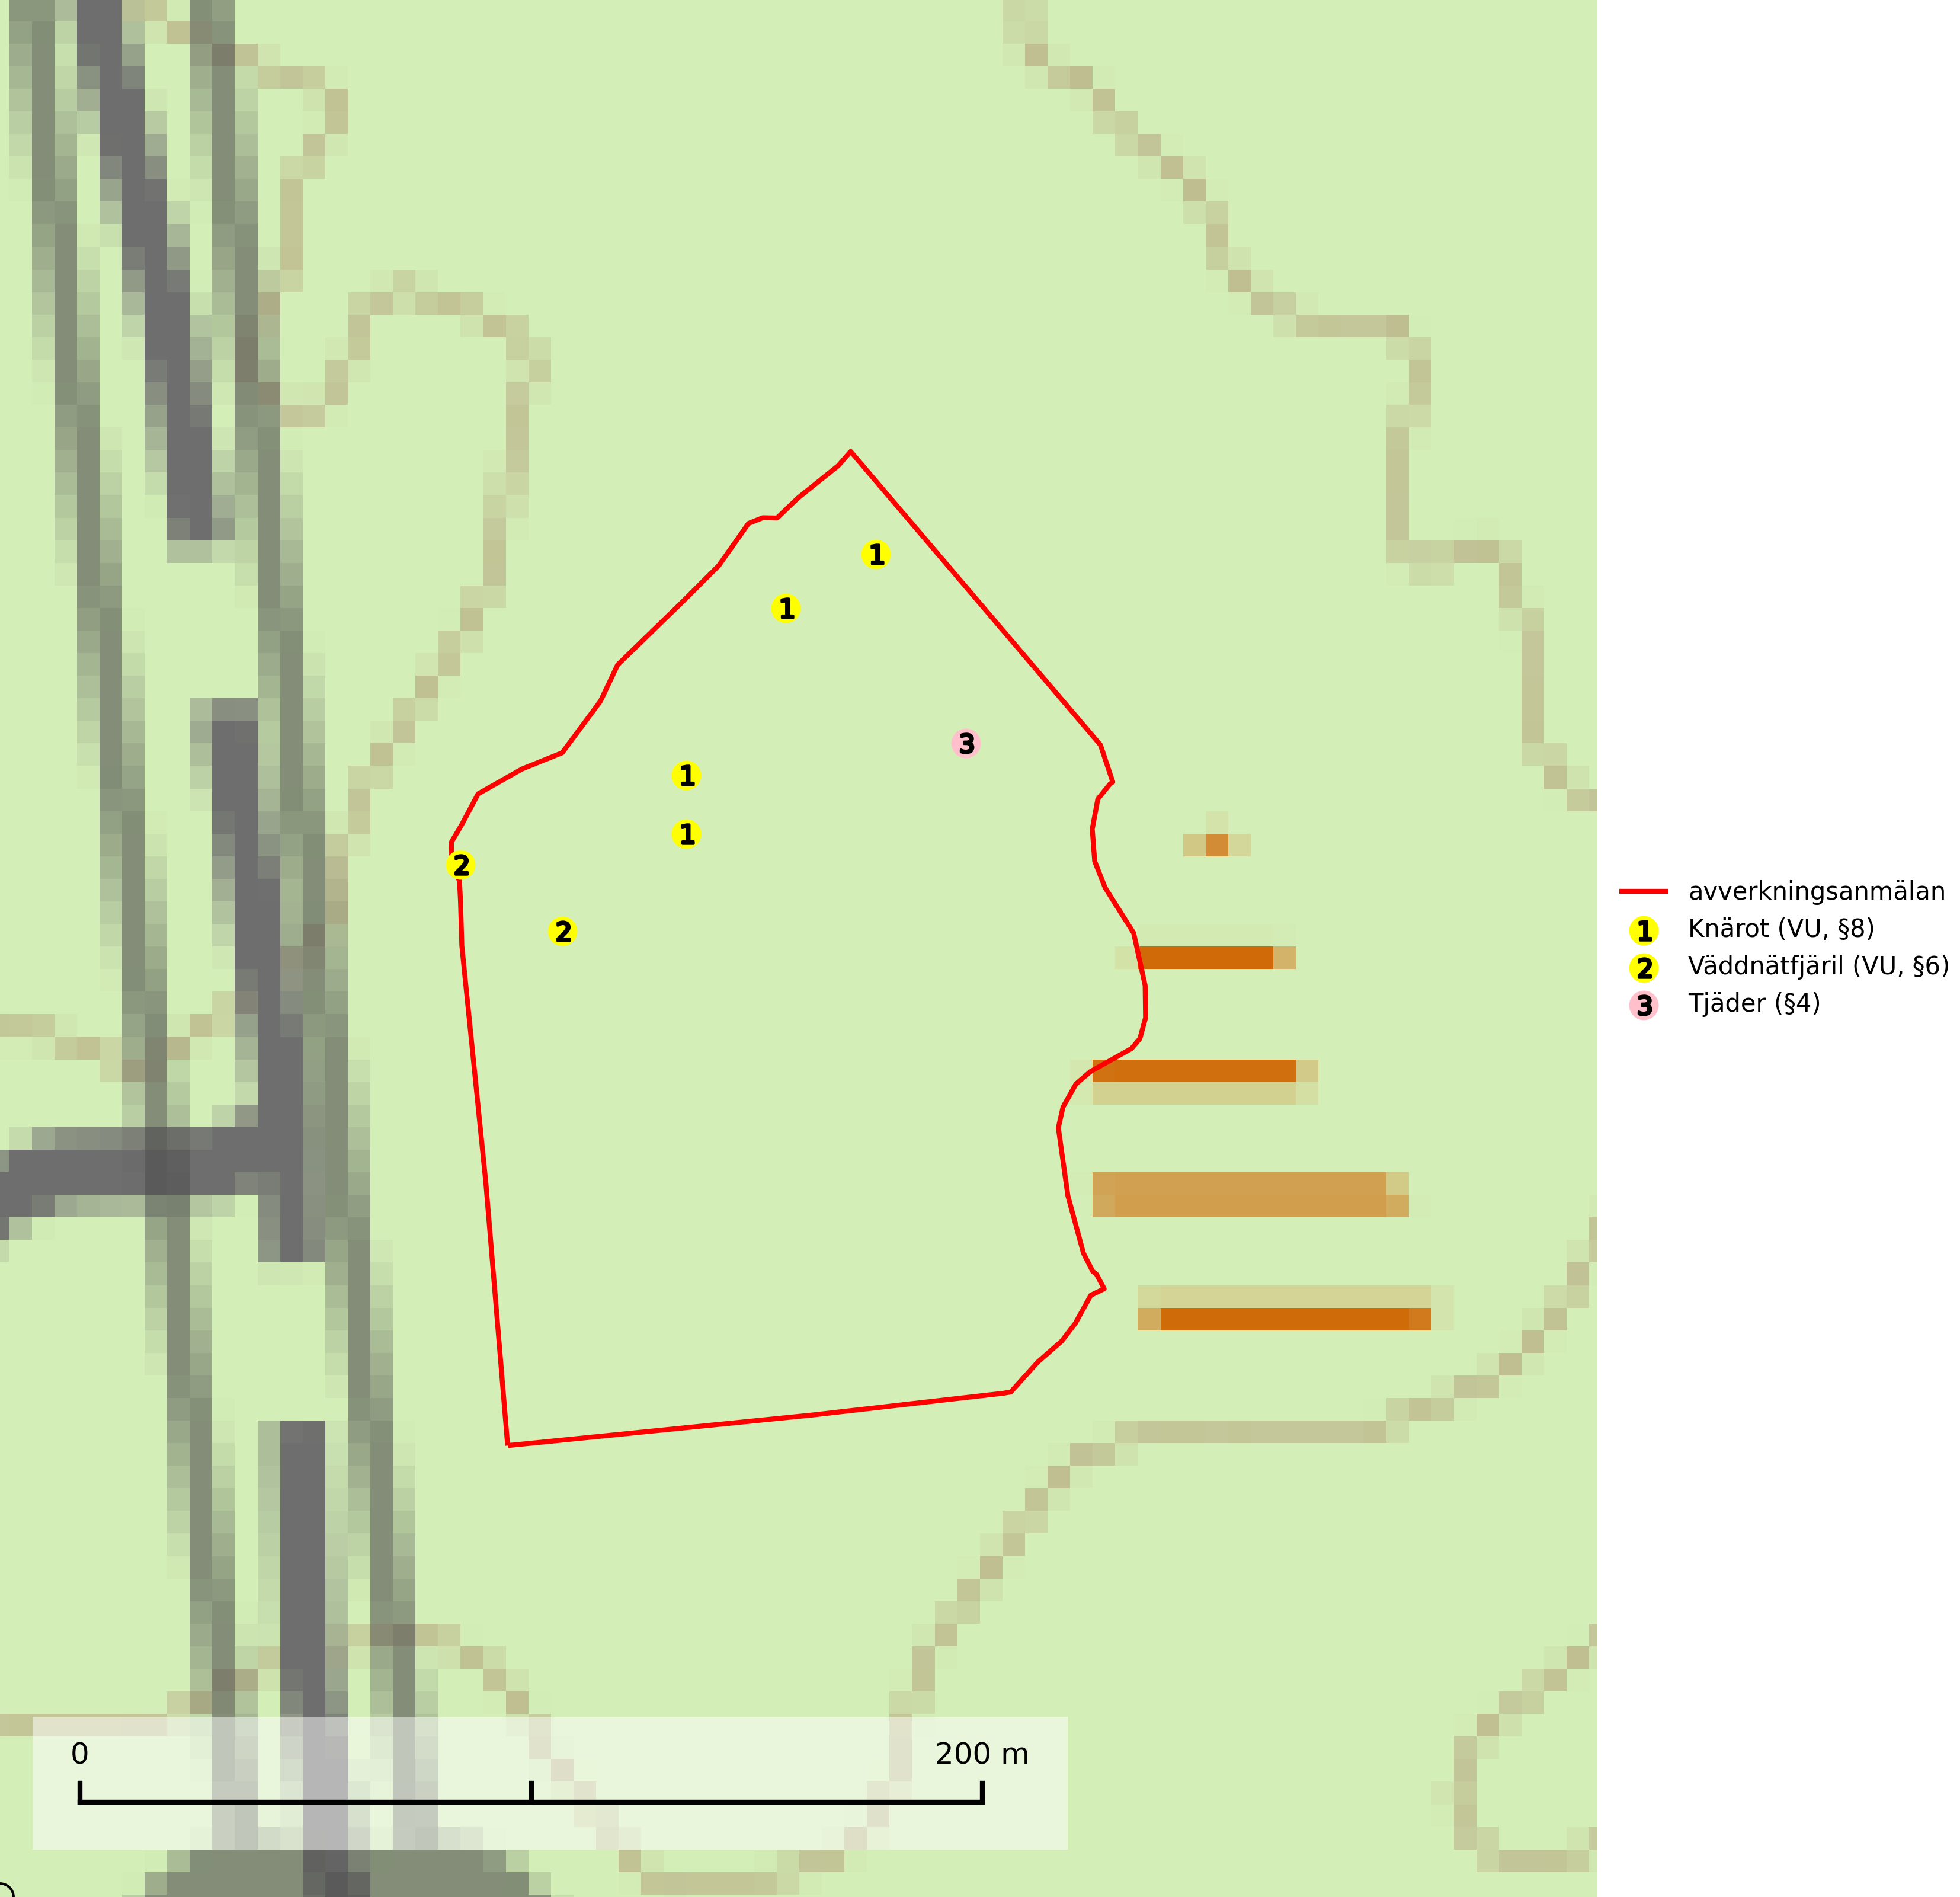 1
1
3
1
1
2
2
avverkningsanmälan
1 Knärot (VU, §8)
2 Väddnätfjäril (VU, §6)
3 Tjäder (§4)
0 200 m